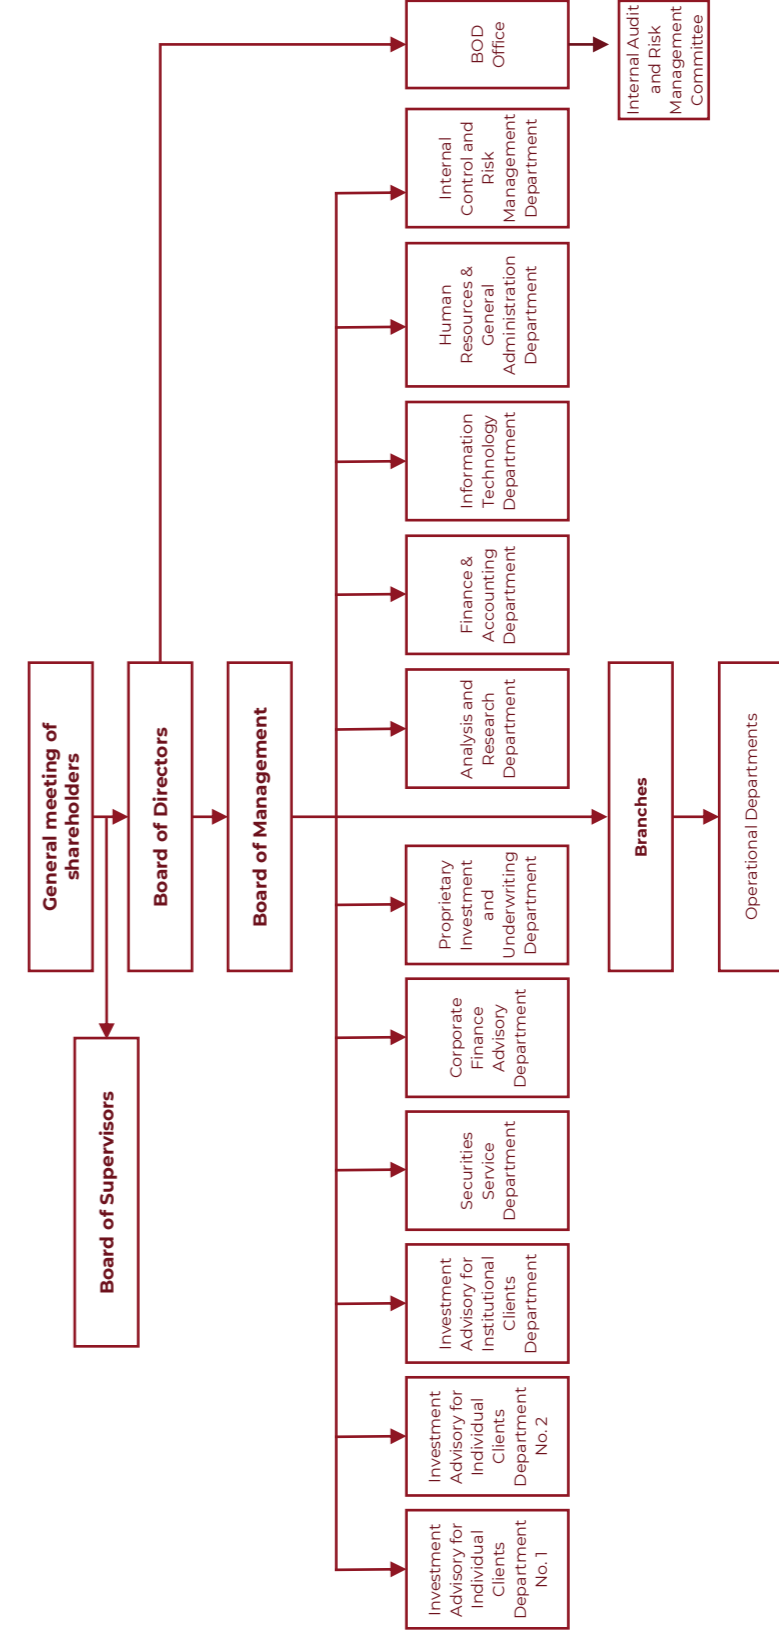 General meeting of
shareholders
Board of Supervisors
Board of Directors
Board of Management
Investment
Advisory for
Individual
Clients
Department
No. 1
Investment
Advisory for
Individual
Clients
Department
No. 2
Investment
Advisory for
Institutional
Clients
Department
Securities
Service
Department
Corporate
Finance
Advisory
Department
Proprietary
Investment
and
Underwriting
Department
Analysis and
Research
Department
Finance &
Accounting
Department
Information
Technology
Department
Human
Resources &
General
Administration
Department
Internal
Control and
Risk
Management
Department
BOD
Office
Branches
Internal Audit
and Risk
Management
Committee
Operational Departments